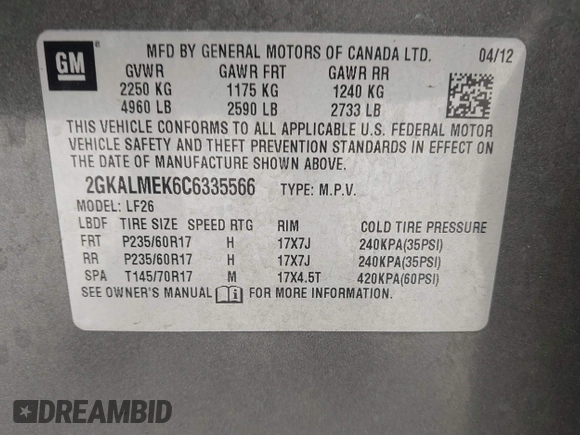 GM
MFD BY GENERAL MOTORS OF CANADA LTD. 04/12
GVWR GAWR FRT GAWR RR
2250 KG 1175 KG 1240 KG
4960 LB 2590 LB 2733 LB
THIS VEHICLE CONFORMS TO ALL APPLICABLE U.S. FEDERAL MOTOR
VEHICLE SAFETY AND THEFT PREVENTION STANDARDS IN EFFECT ON
THE DATE OF MANUFACTURE SHOWN ABOVE.
2GKALMEK6C6335566 TYPE: M.P.V.
MODEL: LF26
LBDF TIRE SIZE SPEED RTG RIM COLD TIRE PRESSURE
FRT P235/60R17 H 17X7J 240KPA(35PSI)
RR P235/60R17 H 17X7J 240KPA(35PSI)
SPA T145/70R17 M 17X4.5T 420KPA(60PSI)
SEE OWNER'S MANUAL FOR MORE INFORMATION.
DREAMBID